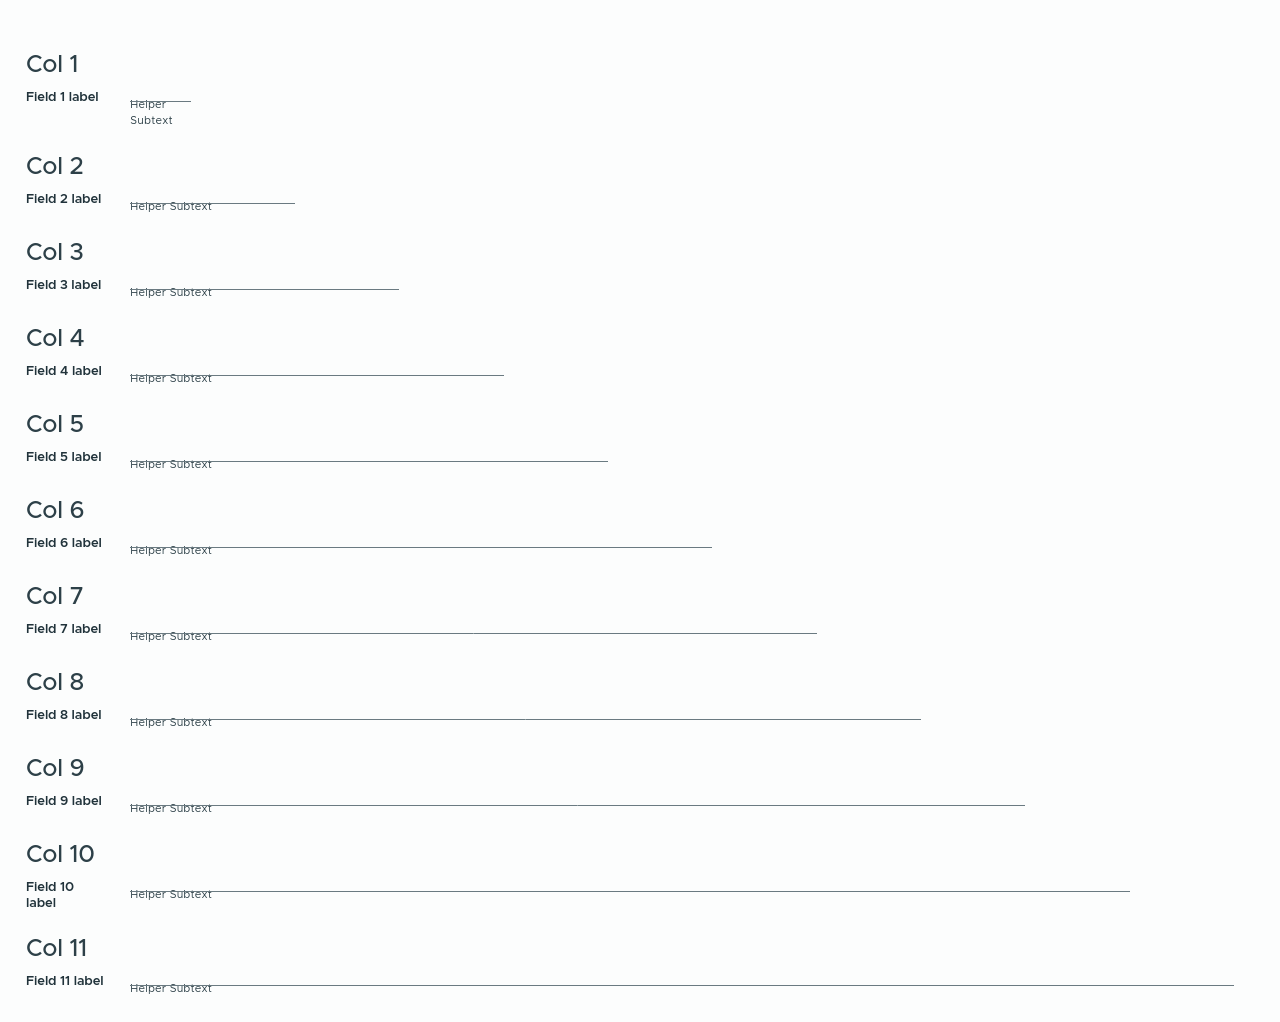 Col 1
Field 1 label
Helper
Subtext
Col 2
Field 2 label
Helper Subtext
Col 3
Field 3 label
Helper Subtext
Col 4
Field 4 label
Helper Subtext
Col 5
Field 5 label
Helper Subtext
Col 6
Field 6 label
Helper Subtext
Col 7
Field 7 label
Helper Subtext
Col 8
Field 8 label
Helper Subtext
Col 9
Field 9 label
Helper Subtext
Col 10
Field 10
label
Helper Subtext
Col 11
Field 11 label
Helper Subtext